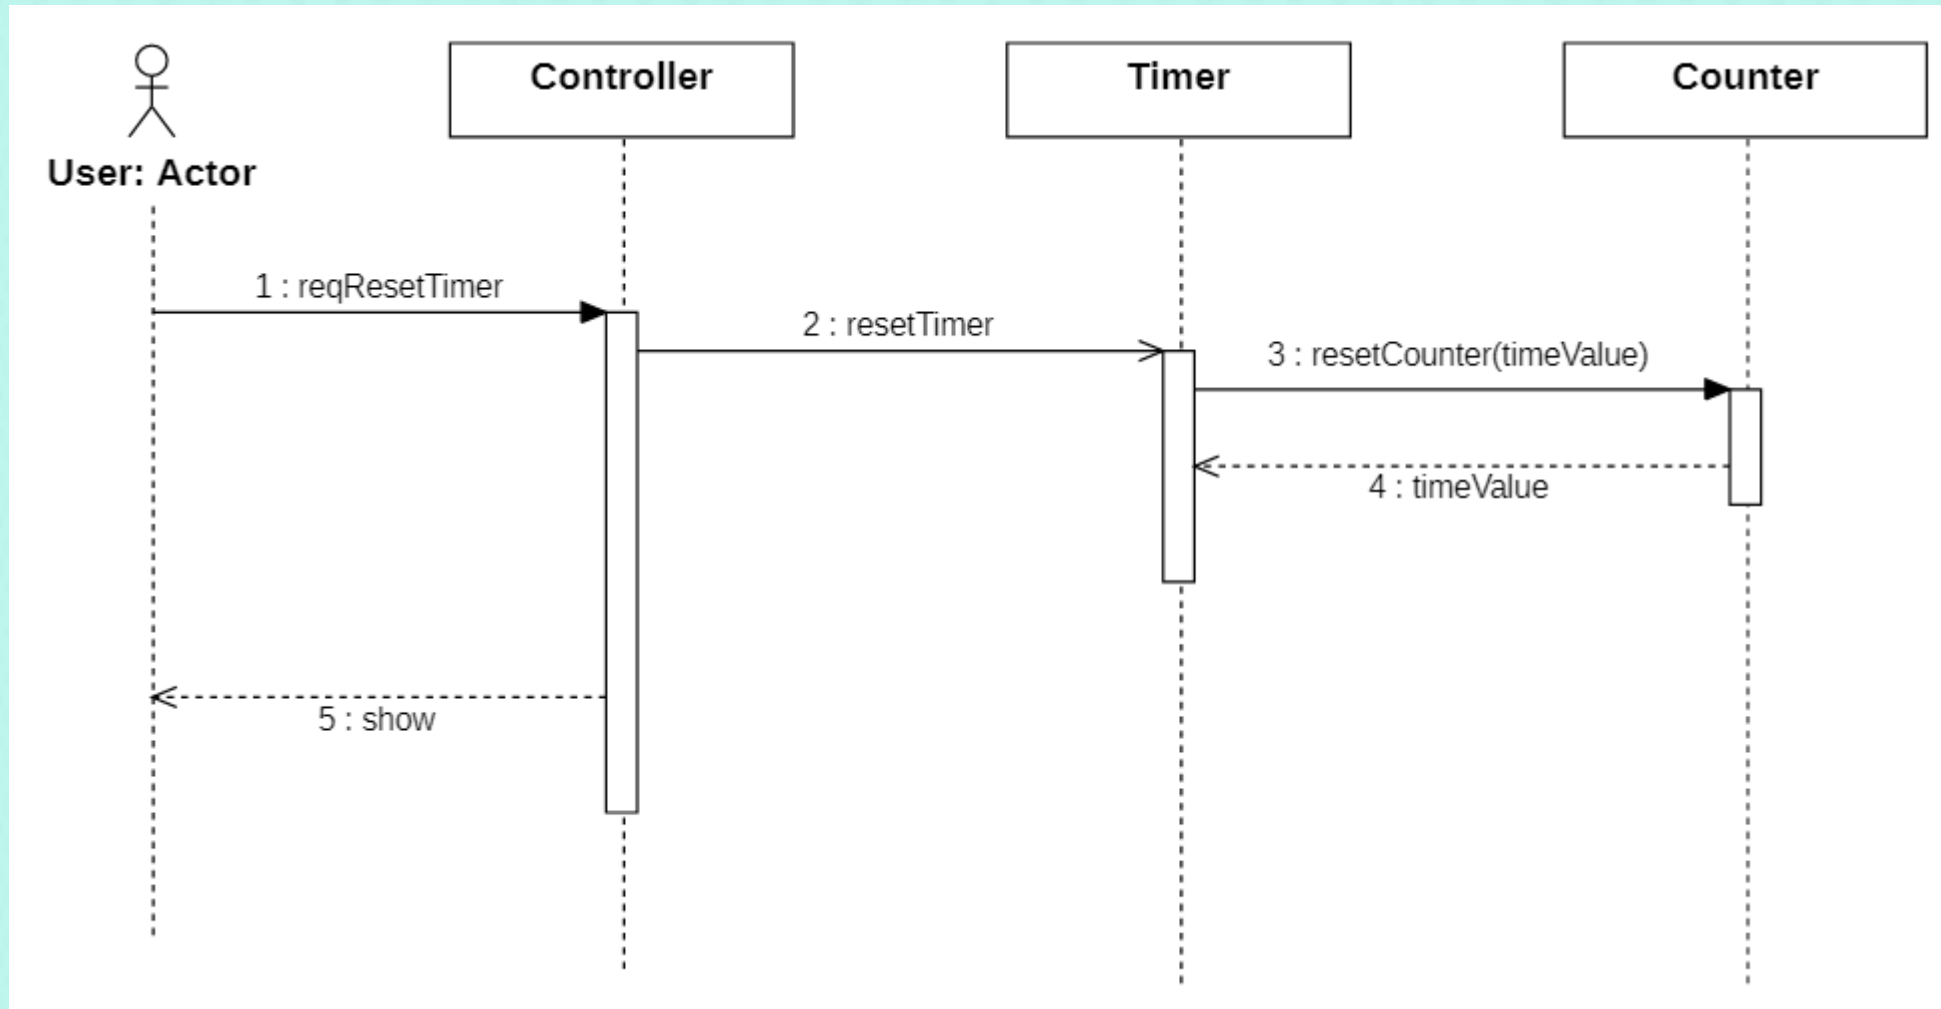 Controller
Timer
Counter
User: Actor
1 : reqResetTimer
2 : resetTimer
3 : resetCounter(timeValue)
4 : timeValue
5 : show